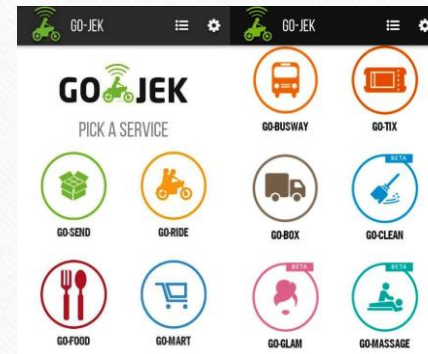 GO-JEK
GO JEK
PICK A SERVICE
GO-SEND GO-RIDE
GO-FOOD GO-MART
GO-JEK
GO-BUSWAY GO-TIX
BETA
GO-BOX GO-CLEAN
BETA BETA
GO-GLAM GO-MASSAGE